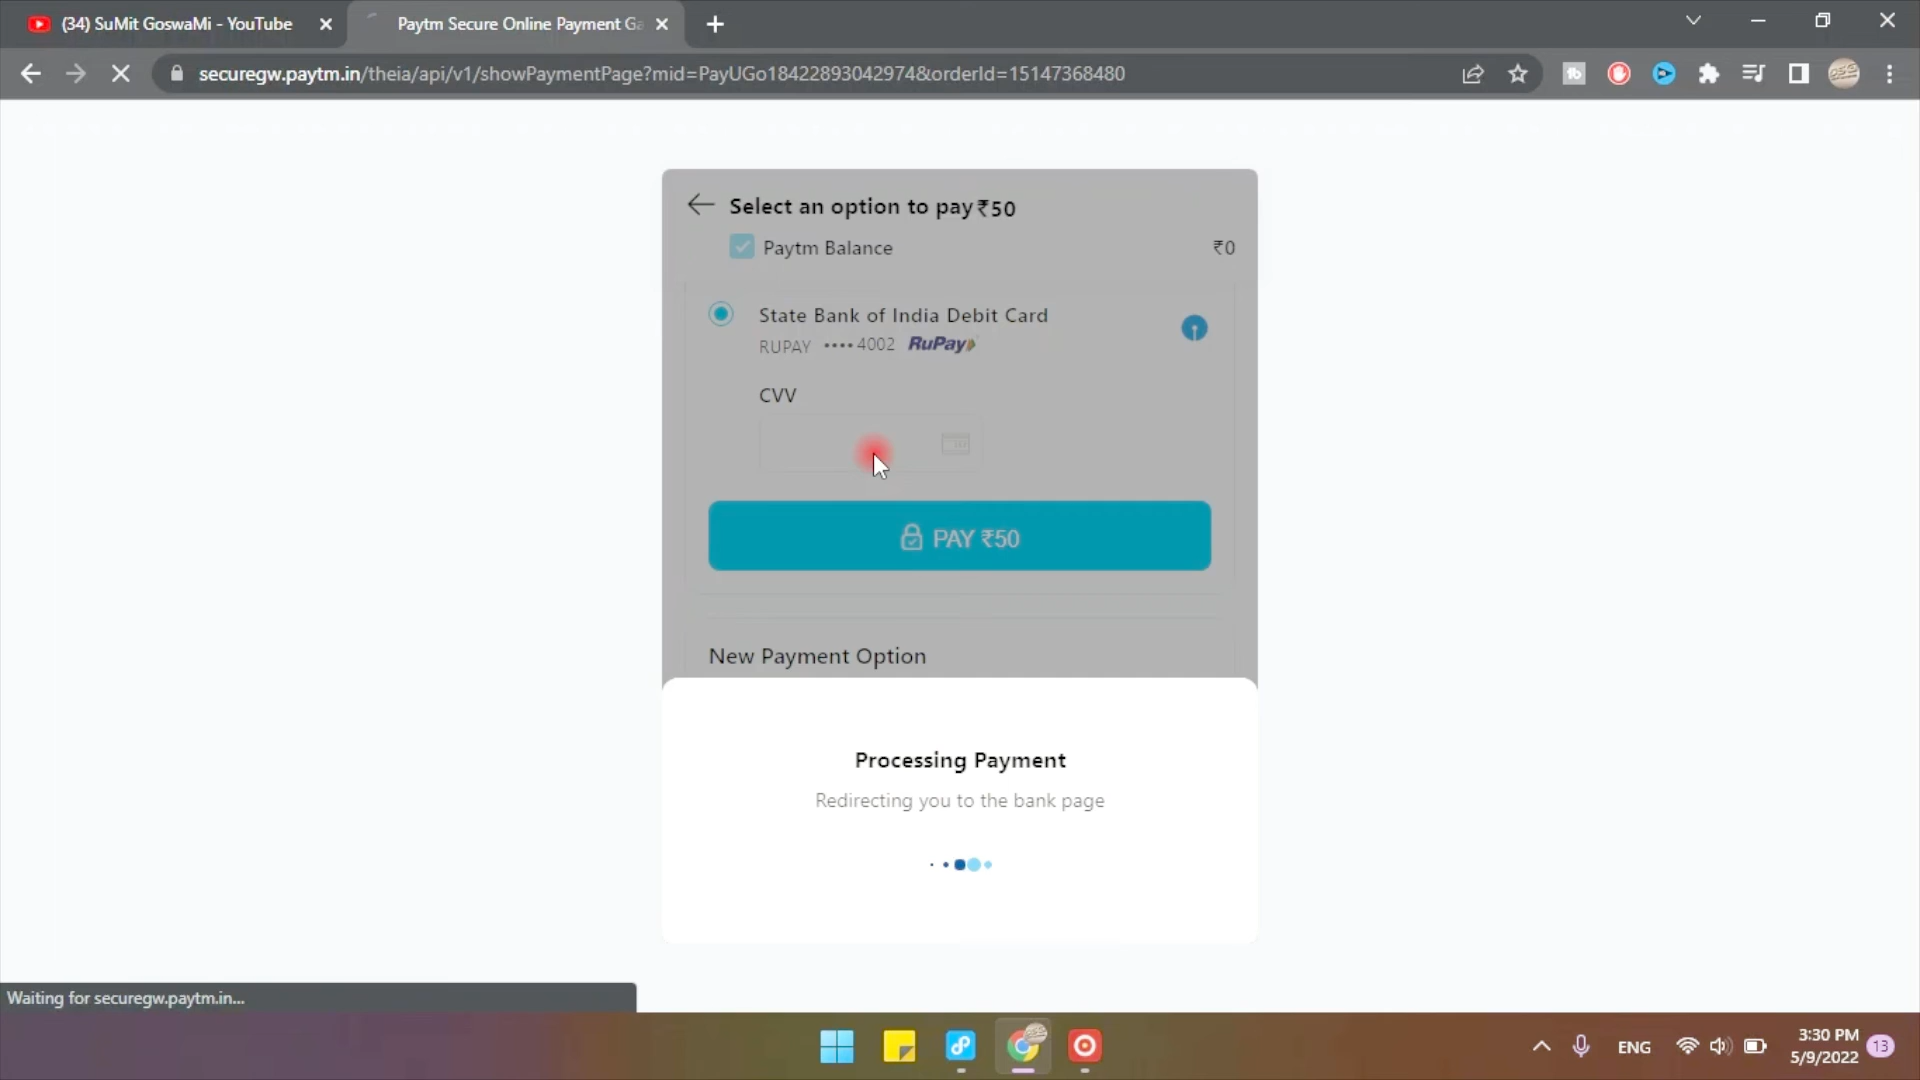 (34) SuMit GoswaMi - YouTube
Paytm Secure Online Payment Ga
securegw.paytm.in/theia/api/v1/showPaymentPage?mid=PayUGo18422893042974&orderId=15147368480
Select an option to pay ₹50
Paytm Balance ₹0
State Bank of India Debit Card
RUPAY •••• 4002 RuPay
CVV
PAY ₹50
New Payment Option
Processing Payment
Redirecting you to the bank page
Waiting for securegw.paytm.in...
ENG
3:30 PM
5/9/2022
13